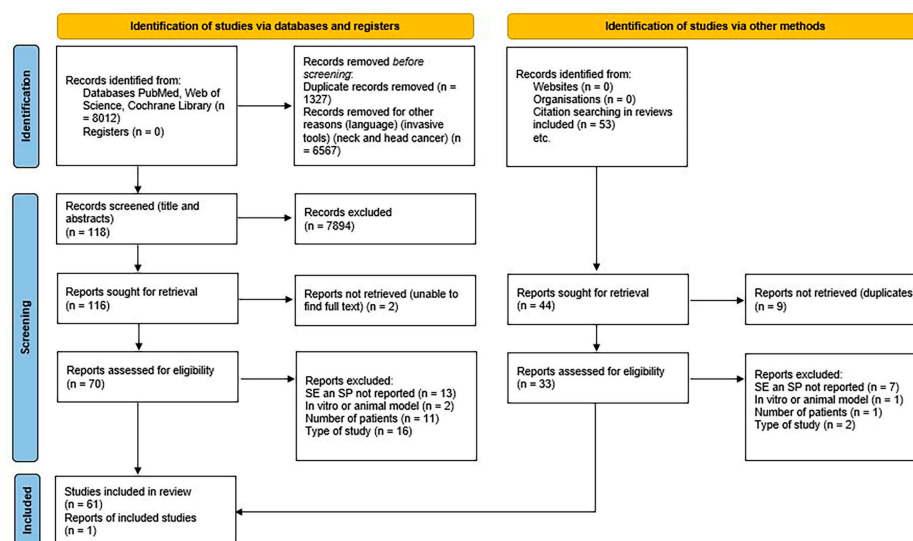 Identification of studies via databases and registers
Identification of studies via other methods
Identification
Records identified from:
Databases PubMed, Web of
Science, Cochrane Library (n
= 8012)
Registers (n = 0)
Records removed before
screening:
Duplicate records removed (n =
1327)
Records removed for other
reasons (language) (invasive
tools) (neck and head cancer) (n
= 6567)
Records identified from:
Websites (n = 0)
Organisations (n = 0)
Citation searching in reviews
included (n = 53)
etc.
Screening
Records screened (title and
abstracts)
(n = 118)
Records excluded
(n = 7894)
Reports sought for retrieval
(n = 116)
Reports not retrieved (unable to
find full text) (n = 2)
Reports sought for retrieval
(n = 44)
Reports not retrieved (duplicates
(n = 9)
Reports assessed for eligibility
(n = 70)
Reports excluded:
SE an SP not reported (n = 13)
In vitro or animal model (n = 2)
Number of patients (n = 11)
Type of study (n = 16)
Reports assessed for eligibility
(n = 33)
Reports excluded:
SE an SP not reported (n = 7)
In vitro or animal model (n = 1)
Number of patients (n = 1)
Type of study (n = 2)
Included
Studies included in review
(n = 61)
Reports of included studies
(n = 1)